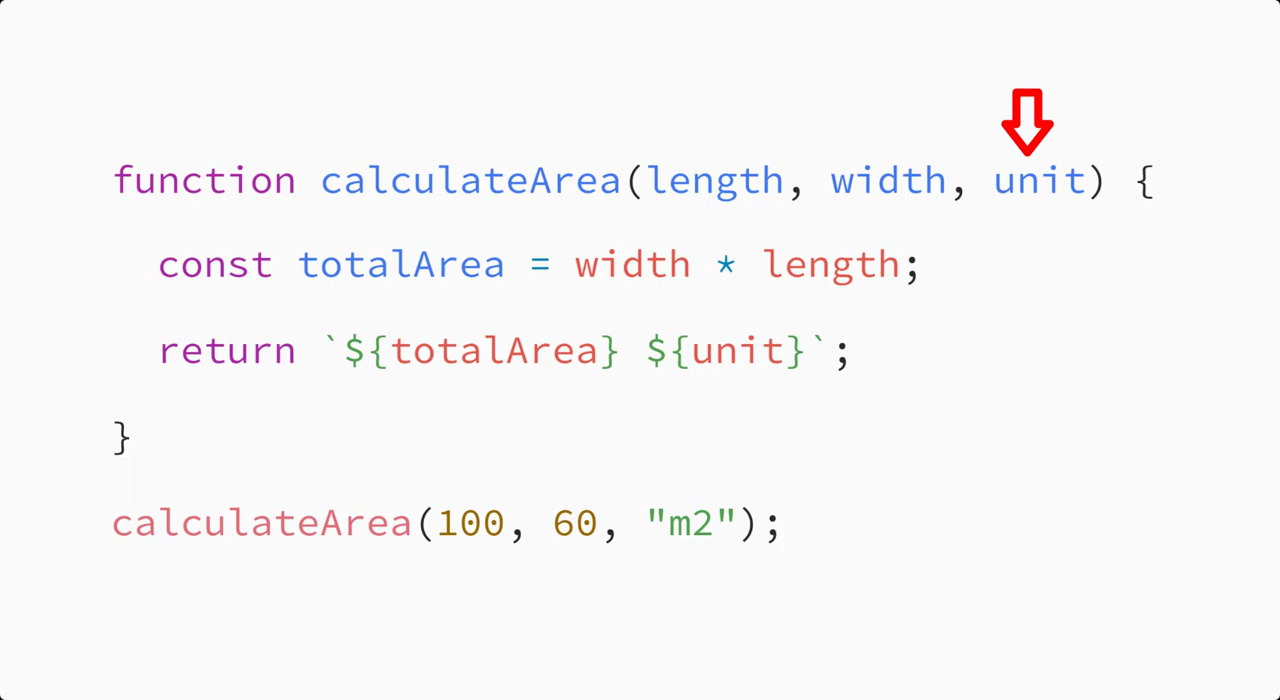 function calculateArea(length, width, unit) {
const totalArea = width * length;
return `${totalArea} ${unit}`;
}
calculateArea(100, 60, "m2");